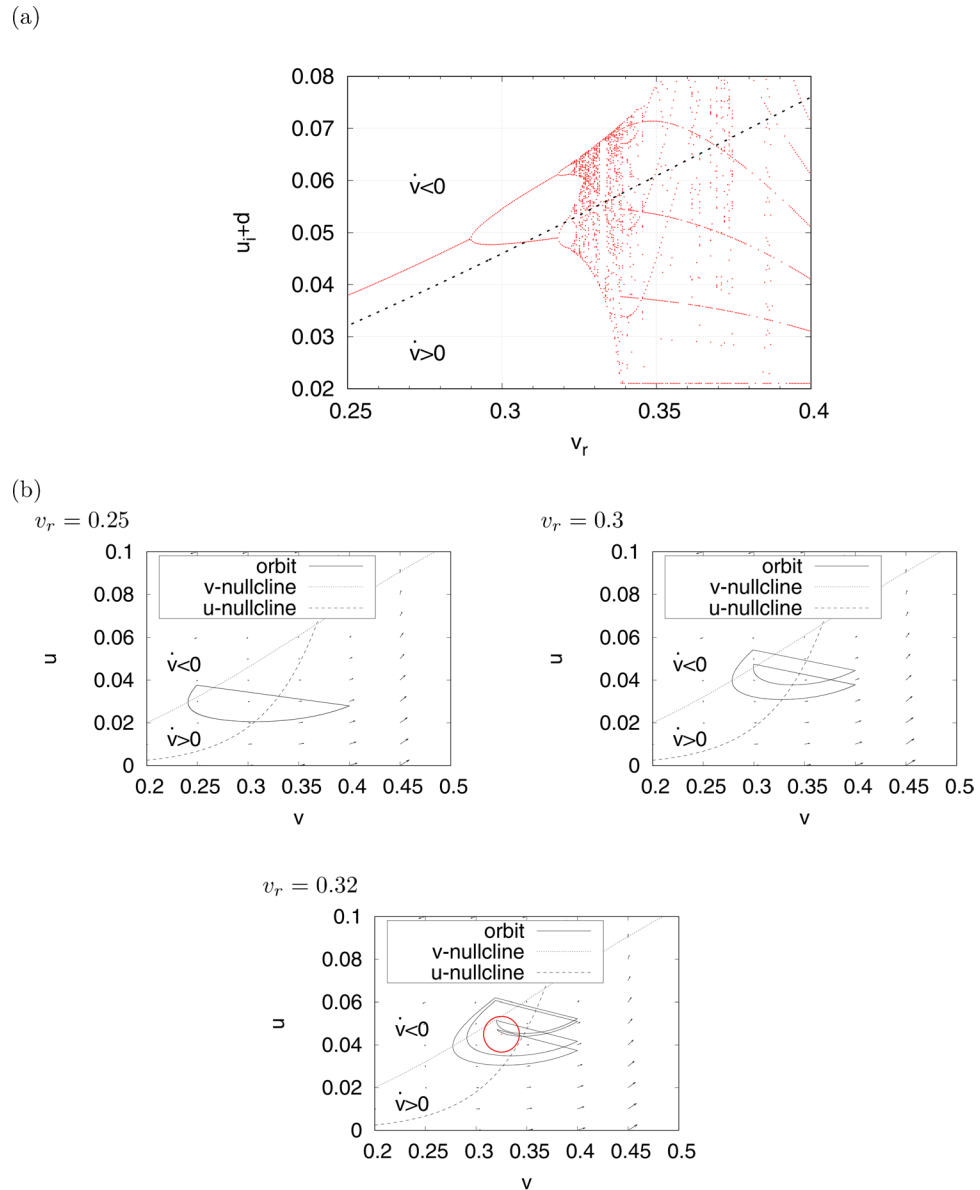 (a)
0.08
0.07
0.06
0.05
0.04
0.03
0.02
u_i+p
v̇<0
v̇>0
0.25
0.3
0.35
0.4
v_r
(b)
v_r = 0.25
0.1
0.08
0.06
0.04
0.02
0
u
orbit
v-nullcline
u-nullcline
v̇<0
v̇>0
0.2 0.25 0.3 0.35 0.4 0.45 0.5
v
v_r = 0.3
0.1
0.08
0.06
0.04
0.02
0
u
orbit
v-nullcline
u-nullcline
v̇<0
v̇>0
0.2 0.25 0.3 0.35 0.4 0.45 0.5
v
v_r = 0.32
0.1
0.08
0.06
0.04
0.02
0
u
orbit
v-nullcline
u-nullcline
v̇<0
v̇>0
0.2 0.25 0.3 0.35 0.4 0.45 0.5
v